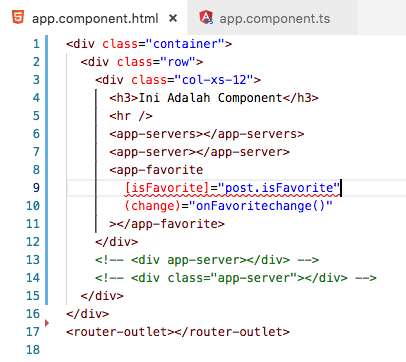 app.component.html × app.component.ts
1 <div class="container">
2 <div class="row">
3 <div class="col-xs-12">
4 <h3>Ini Adalah Component</h3>
5 <hr />
6 <app-servers></app-servers>
7 <app-server></app-server>
8 <app-favorite
9 [isFavorite]="post.isFavorite"
10 (change)="onFavoritechange()"
11 ></app-favorite>
12 </div>
13 <!-- <div app-server></div> -->
14 <!-- <div class="app-server"></div> -->
15 </div>
16 </div>
17 <router-outlet></router-outlet>
18